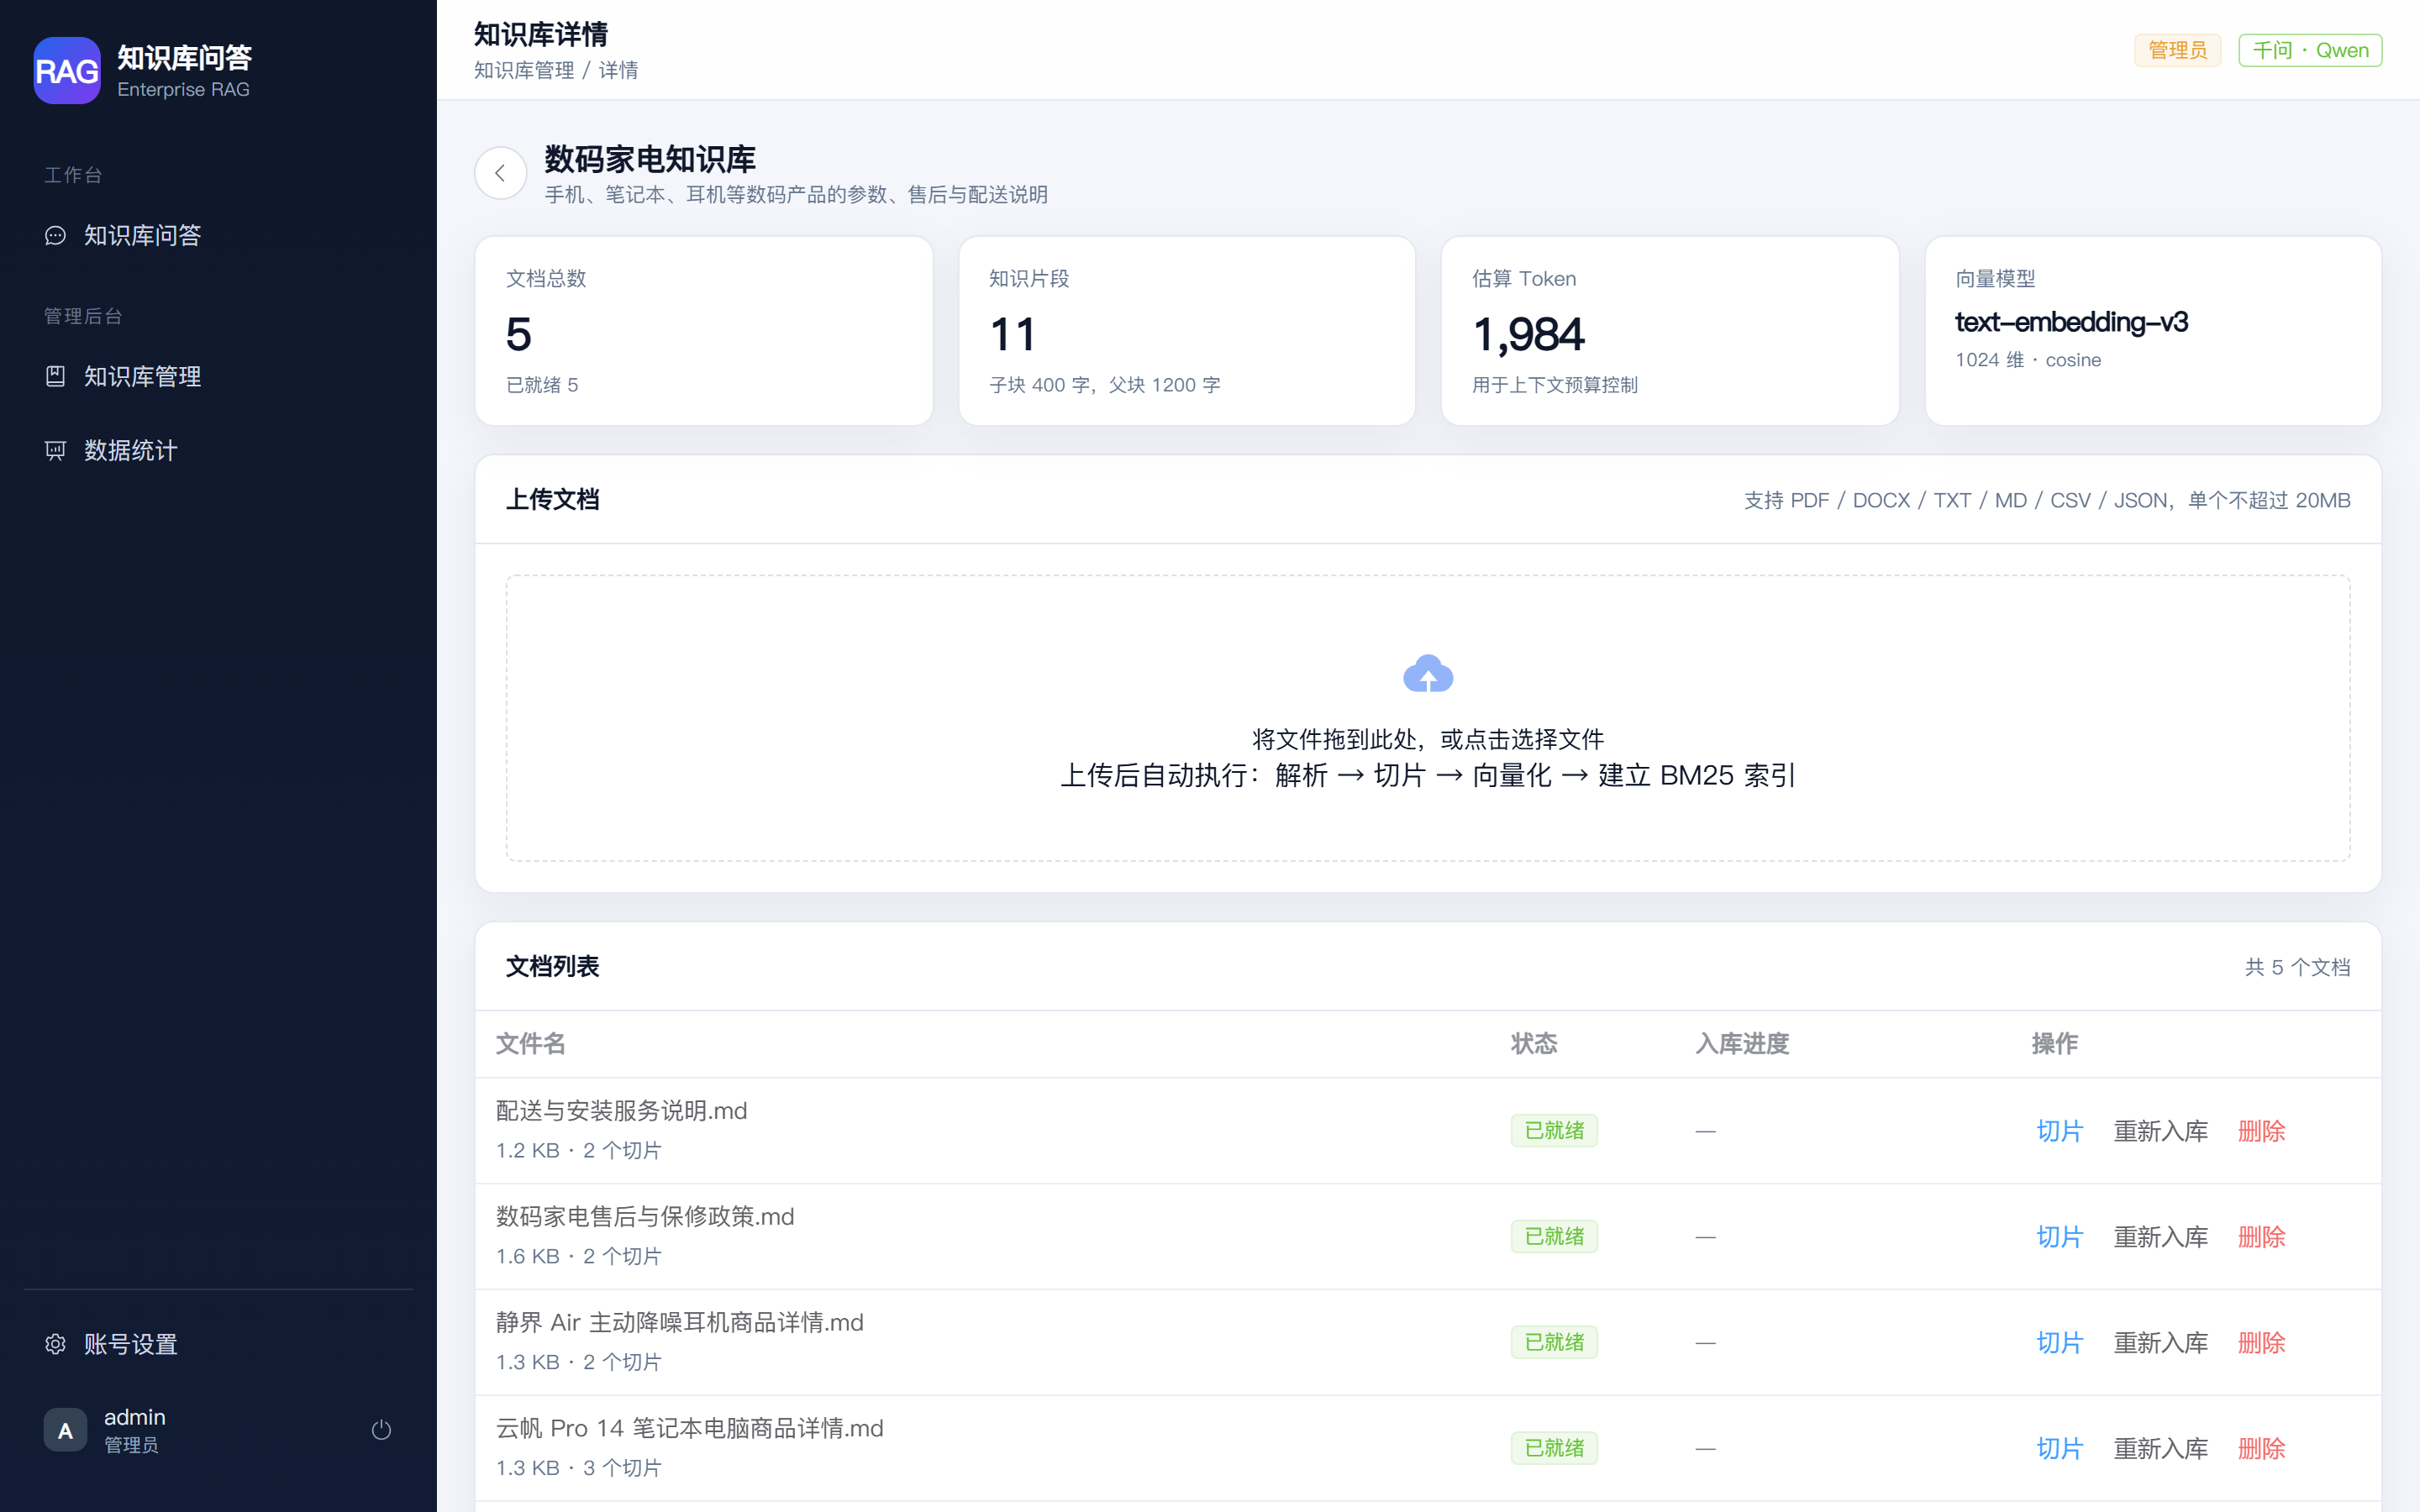 RAG
知识库问答
Enterprise RAG
工作台
知识库问答
管理后台
知识库管理
数据统计
账号设置
A
admin
管理员
知识库详情
知识库管理 / 详情
管理员
千问 · Qwen
数码家电知识库
手机、笔记本、耳机等数码产品的参数、售后与配送说明
文档总数
5
已就绪 5
知识片段
11
子块 400 字，父块 1200 字
估算 Token
1,984
用于上下文预算控制
向量模型
text-embedding-v3
1024 维 · cosine
上传文档
支持 PDF / DOCX / TXT / MD / CSV / JSON，单个不超过 20MB
将文件拖到此处，或点击选择文件
上传后自动执行：解析 → 切片 → 向量化 → 建立 BM25 索引
文档列表
共 5 个文档
文件名 状态 入库进度 操作
配送与安装服务说明.md
1.2 KB · 2 个切片
已就绪 — 切片 重新入库 删除
数码家电售后与保修政策.md
1.6 KB · 2 个切片
已就绪 — 切片 重新入库 删除
静界 Air 主动降噪耳机商品详情.md
1.3 KB · 2 个切片
已就绪 — 切片 重新入库 删除
云帆 Pro 14 笔记本电脑商品详情.md
1.3 KB · 3 个切片
已就绪 — 切片 重新入库 删除